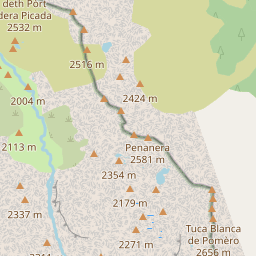 deth Pòrt
dera Picada
2532 m
2516 m
2424 m
2004 m
2113 m
Penanera
2581 m
2354 m
2179 m
2337 m
Tuca Blanca
de Pomèro
2656 m
2271 m